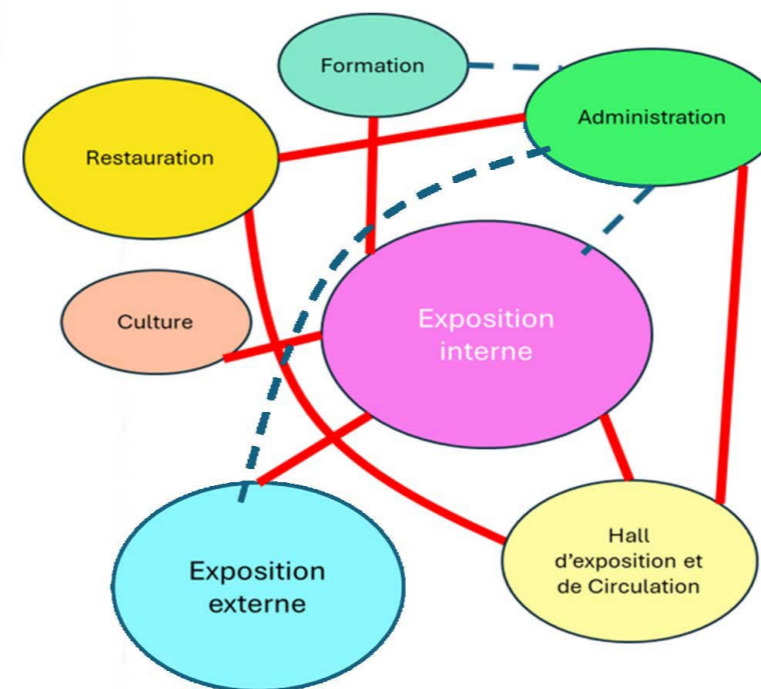 Formation
Administration
Restauration
Culture
Exposition
interne
Exposition
externe
Hall
d'exposition et
de Circulation